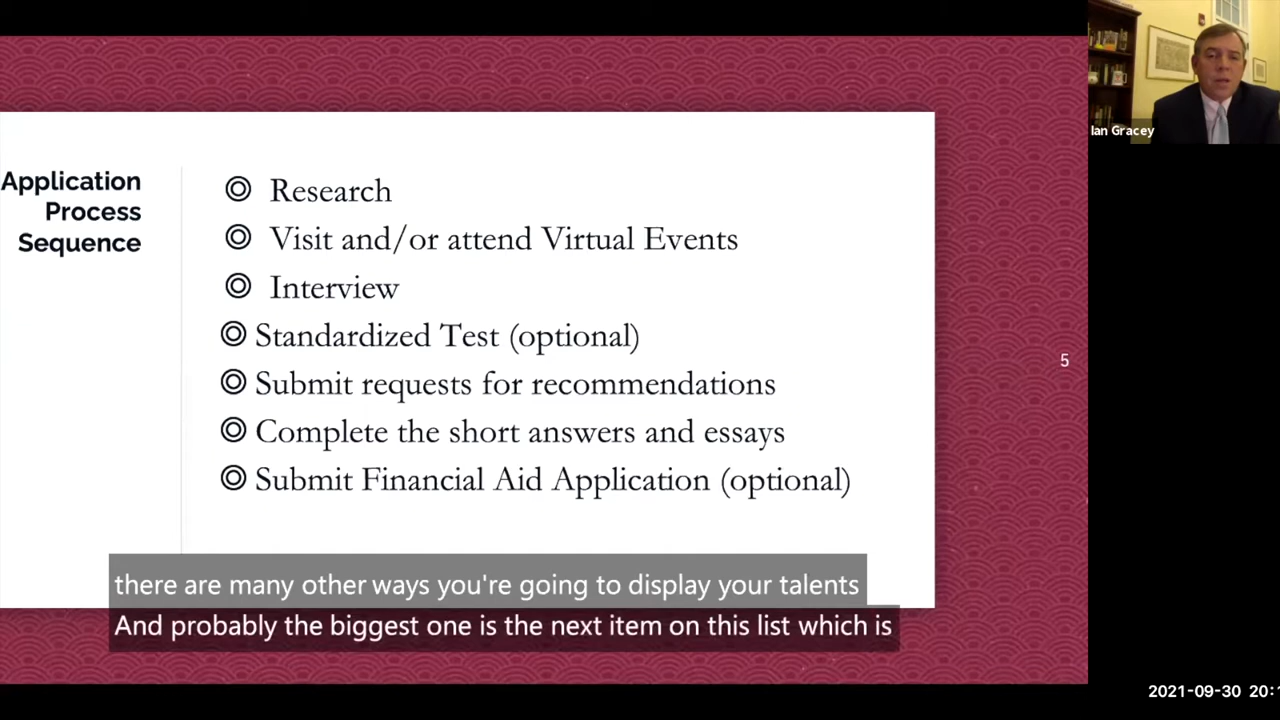 Application
Process
Sequence
Research
Visit and/or attend Virtual Events
Interview
Standardized Test (optional)
Submit requests for recommendations
Complete the short answers and essays
Submit Financial Aid Application (optional)
5
there are many other ways you're going to display your talents
And probably the biggest one is the next item on this list which is
Ian Gracey
2021-09-30 20:1